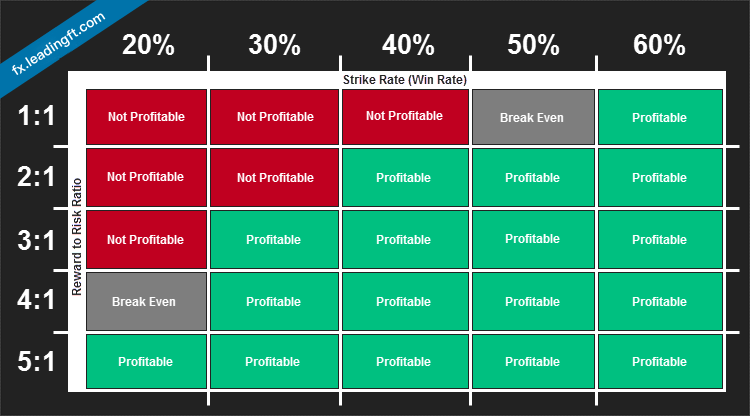 fx.leadingft.com
20% 30% 40% 50% 60%
Strike Rate (Win Rate)
Reward to Risk Ratio
1:1 Not Profitable Not Profitable Not Profitable Break Even Profitable
2:1 Not Profitable Not Profitable Profitable Profitable Profitable
3:1 Not Profitable Profitable Profitable Profitable Profitable
4:1 Break Even Profitable Profitable Profitable Profitable
5:1 Profitable Profitable Profitable Profitable Profitable